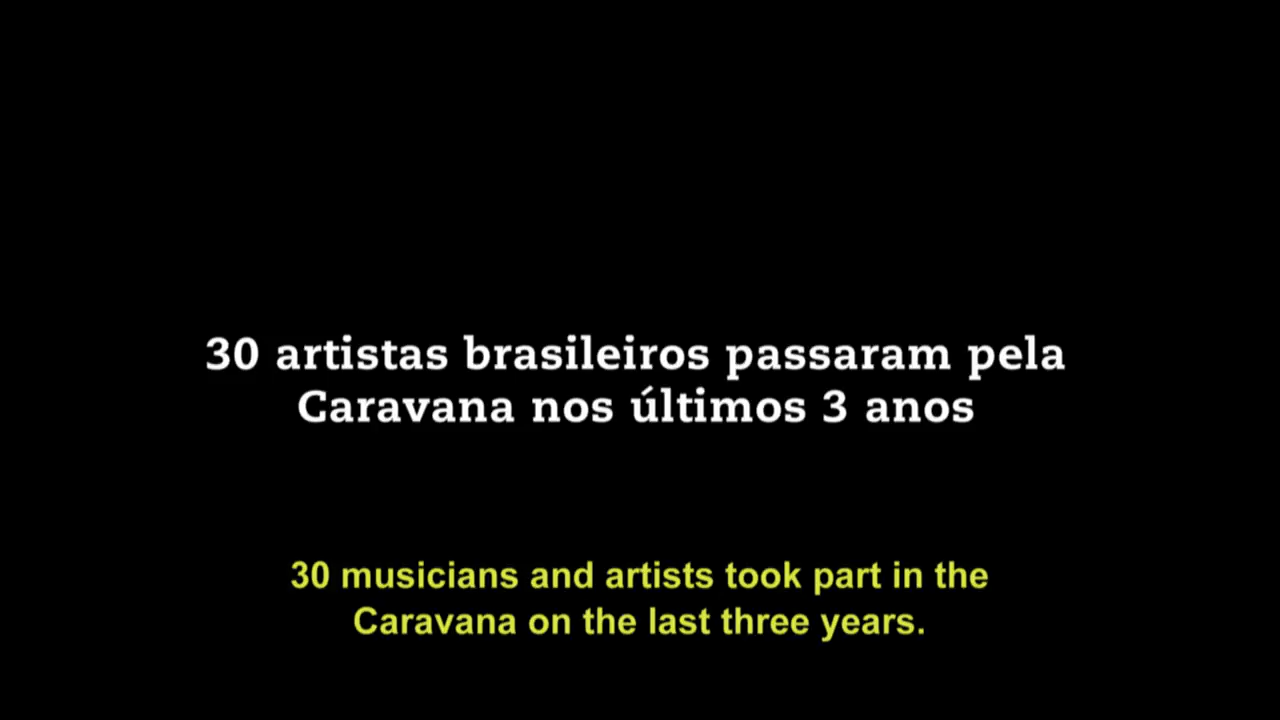 30 artistas brasileiros passaram pela
Caravana nos últimos 3 anos
30 musicians and artists took part in the
Caravana on the last three years.